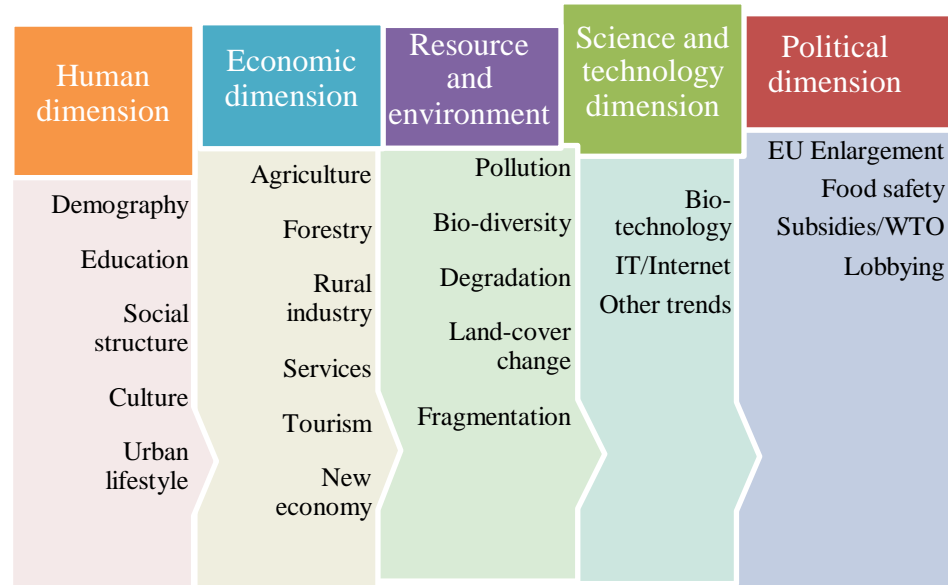 Human
dimension
Demography
Education
Social
structure
Culture
Urban
lifestyle
Economic
dimension
Agriculture
Forestry
Rural
industry
Services
Tourism
New
economy
Resource
and
environment
Pollution
Bio-diversity
Degradation
Land-cover
change
Fragmentation
Science and
technology
dimension
Bio-
technology
IT/Internet
Other trends
Political
dimension
EU Enlargement
Food safety
Subsidies/WTO
Lobbying